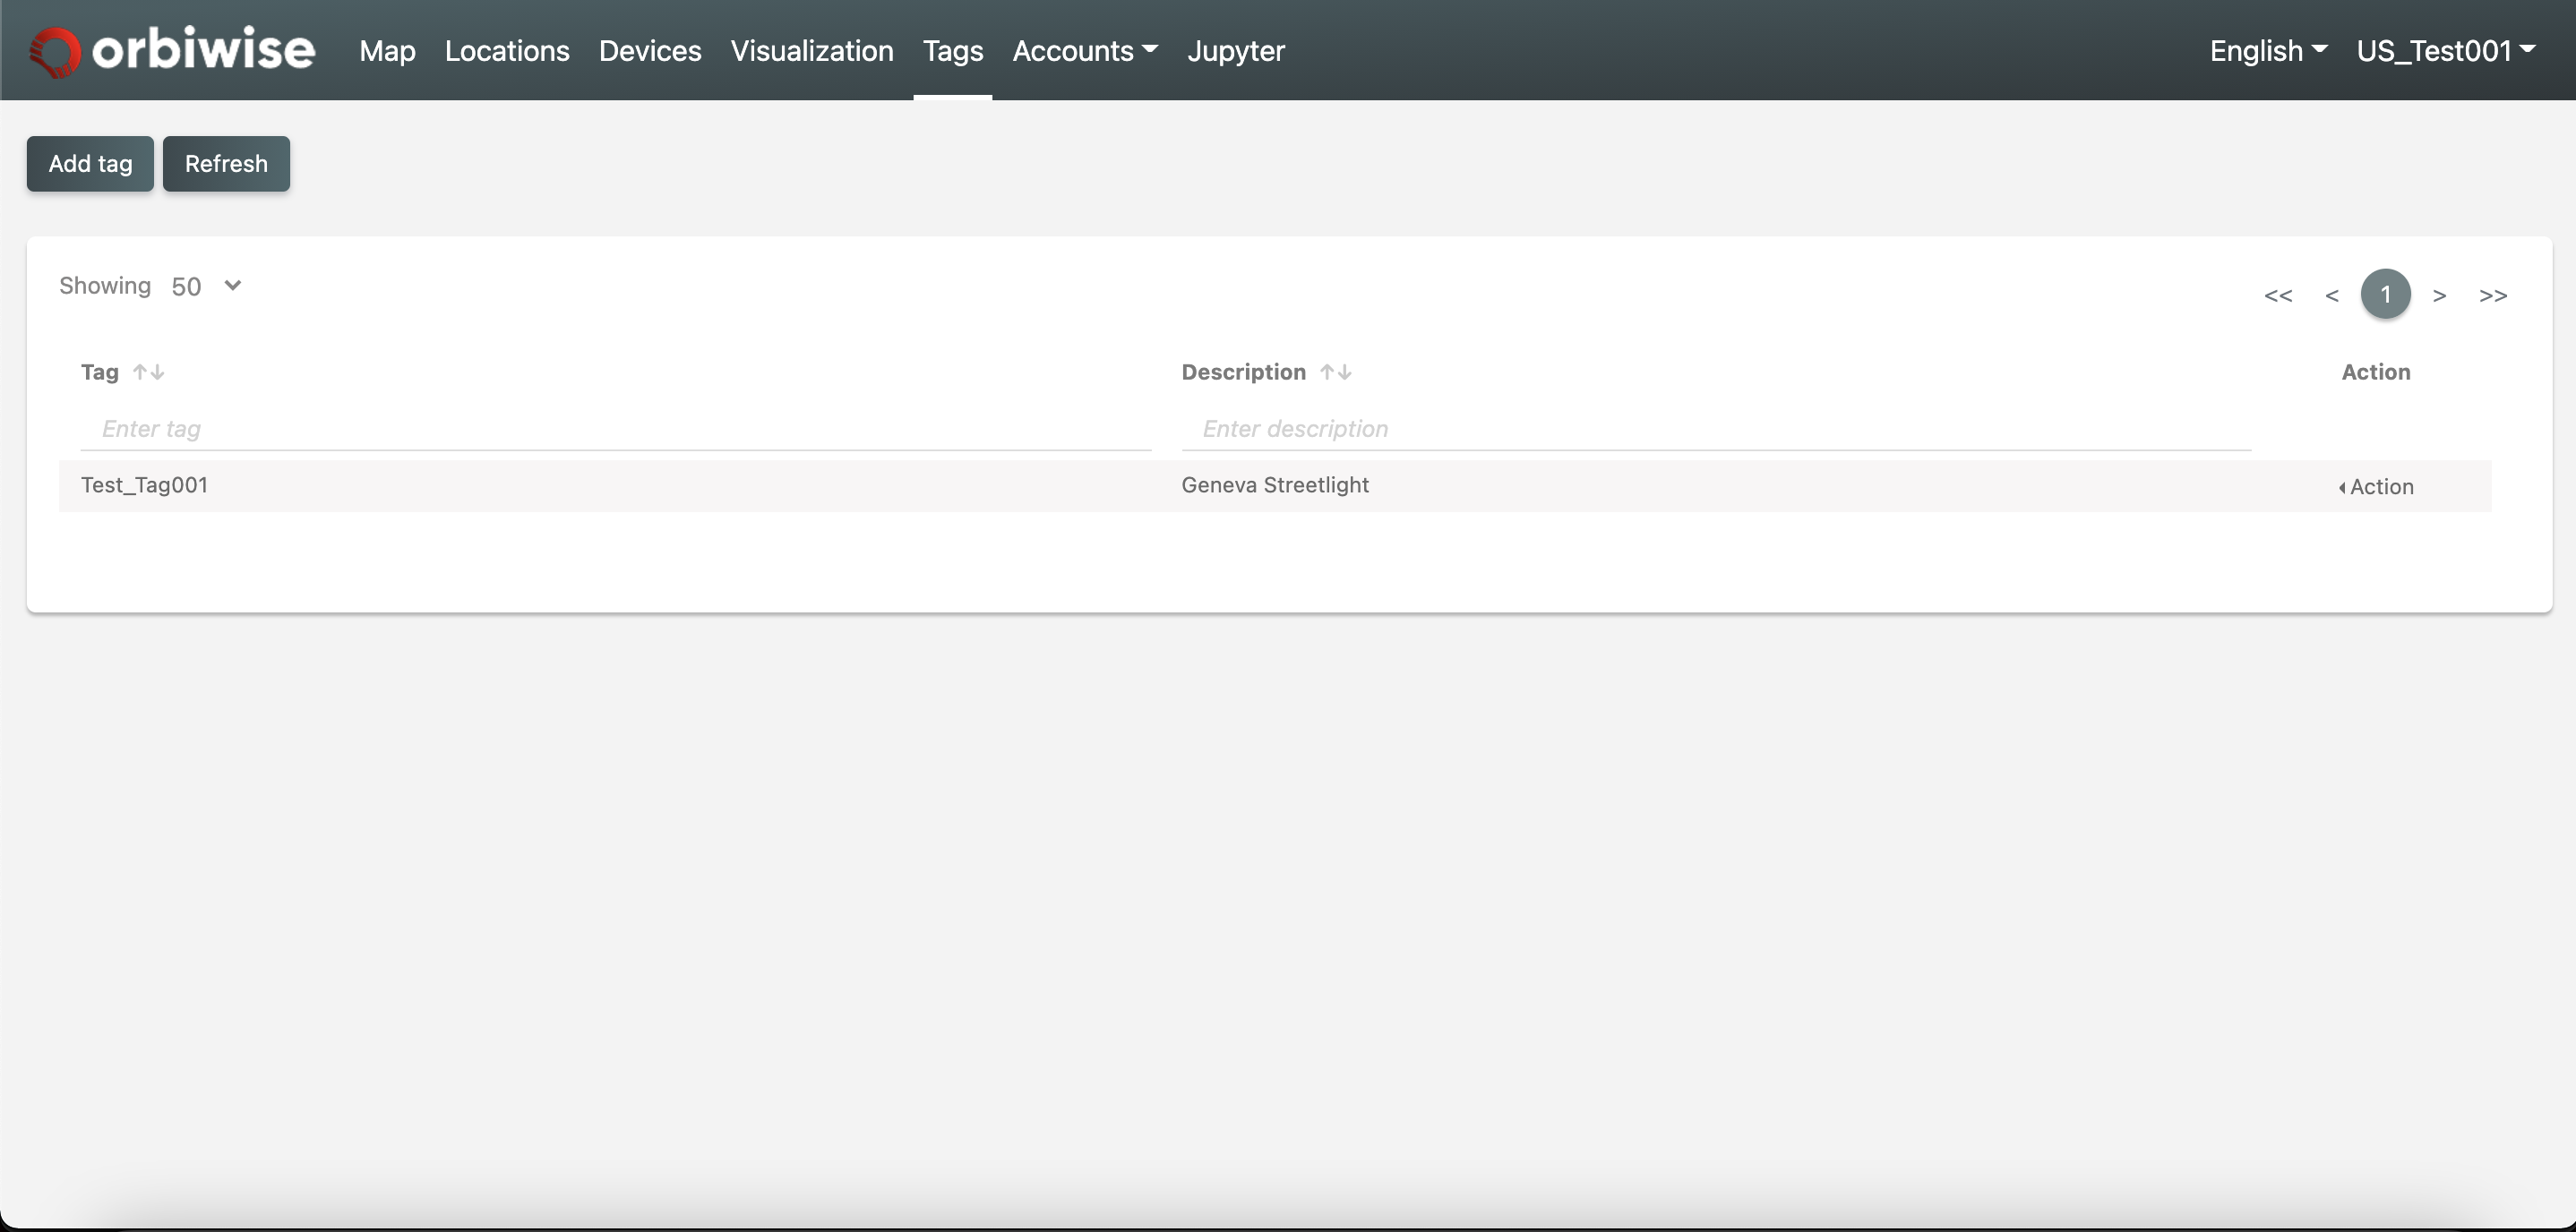 orbiwise Map Locations Devices Visualization Tags Accounts Jupyter English US_Test001
Add tag Refresh
Showing 50 << < 1 > >>
Tag Description Action
Enter tag Enter description
Test_Tag001 Geneva Streetlight Action